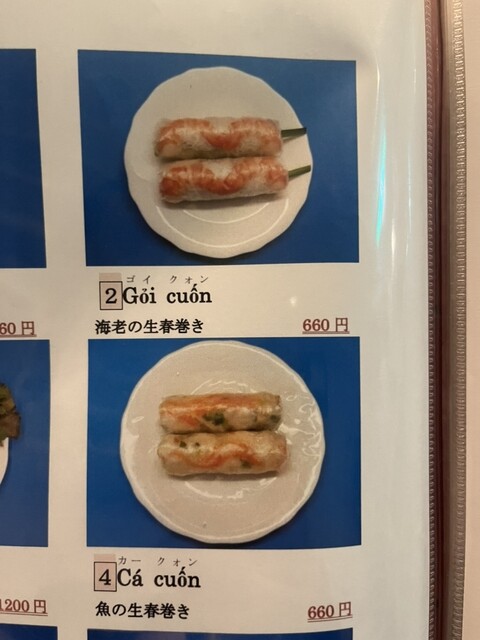 ゴイ クォン
2 Gỏi cuốn
海老の生春巻き 660円
60円
カー クォン
4 Cá cuốn
魚の生春巻き 660円
1200円